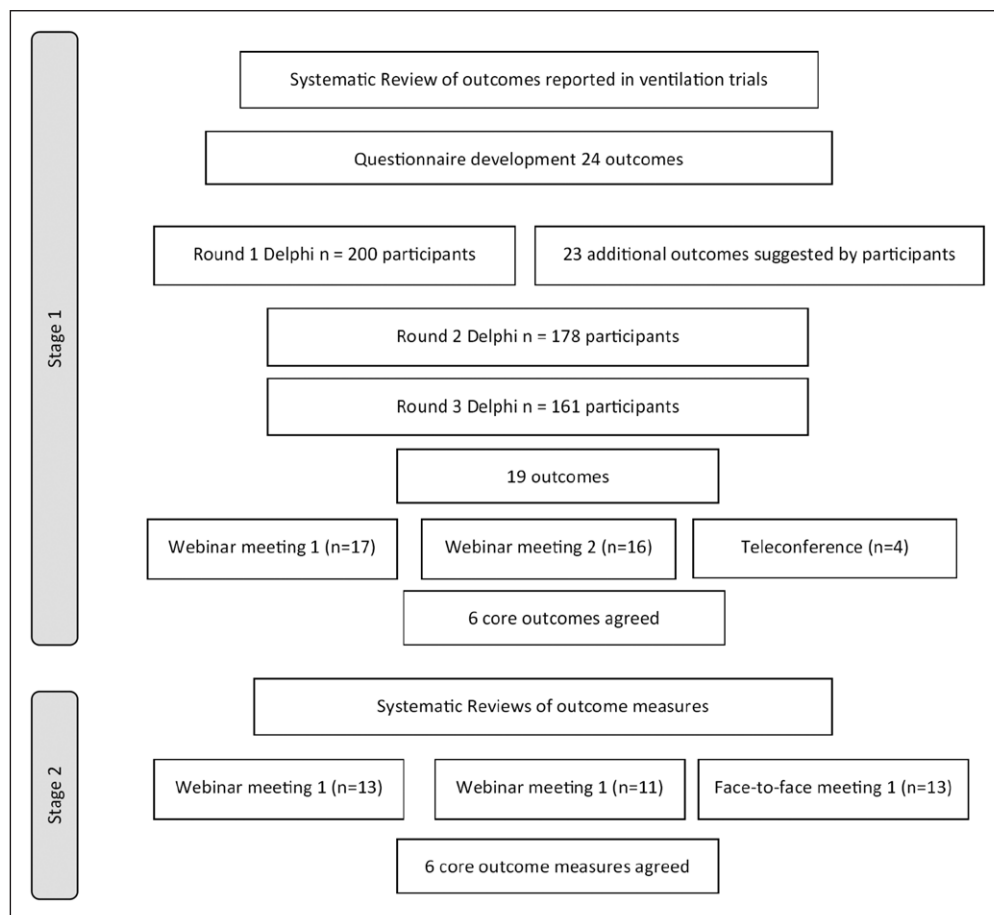 Stage 1
Systematic Review of outcomes reported in ventilation trials
Questionnaire development 24 outcomes
Round 1 Delphi n = 200 participants
23 additional outcomes suggested by participants
Round 2 Delphi n = 178 participants
Round 3 Delphi n = 161 participants
19 outcomes
Webinar meeting 1 (n=17)
Webinar meeting 2 (n=16)
Teleconference (n=4)
6 core outcomes agreed
Stage 2
Systematic Reviews of outcome measures
Webinar meeting 1 (n=13)
Webinar meeting 1 (n=11)
Face-to-face meeting 1 (n=13)
6 core outcome measures agreed